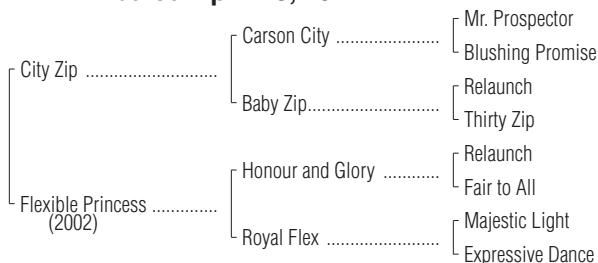 Mr. Prospector
Carson City ....................
Blushing Promise
City Zip .........................
Relaunch
Baby Zip.........................
Thirty Zip
Relaunch
Honour and Glory ............
Fair to All
Flexible Princess .............
(2002)
Majestic Light
Royal Flex ......................
Expressive Dance